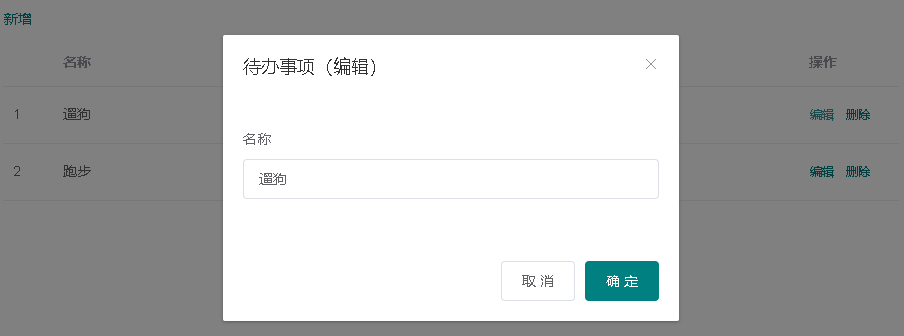 新增
名称 操作
1 遛狗 编辑 删除
2 跑步 编辑 删除
待办事项（编辑）
名称
遛狗
取 消 确 定